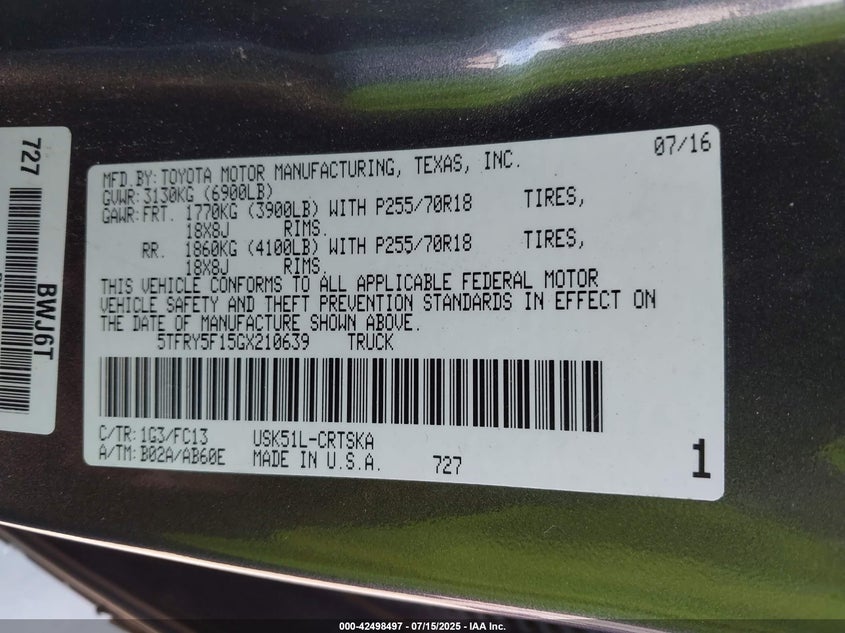 727
BWJ6T
07/16
MFD.BY:TOYOTA MOTOR MANUFACTURING, TEXAS, INC.
GVWR:3130KG (6900LB)
GAWR:FRT. 1770KG (3900LB) WITH P255/70R18 TIRES,
18X8J RIMS.
RR. 1860KG (4100LB) WITH P255/70R18 TIRES,
18X8J RIMS.
THIS VEHICLE CONFORMS TO ALL APPLICABLE FEDERAL MOTOR
VEHICLE SAFETY AND THEFT PREVENTION STANDARDS IN EFFECT ON
THE DATE OF MANUFACTURE SHOWN ABOVE.
5TFRY5F15GX210639 TRUCK
C/TR:1G3/FC13 USK51L-CRTSKA
A/TM:B02A/AB60E MADE IN U.S.A. 727
1
000-42498497 - 07/15/2025 - IAA Inc.